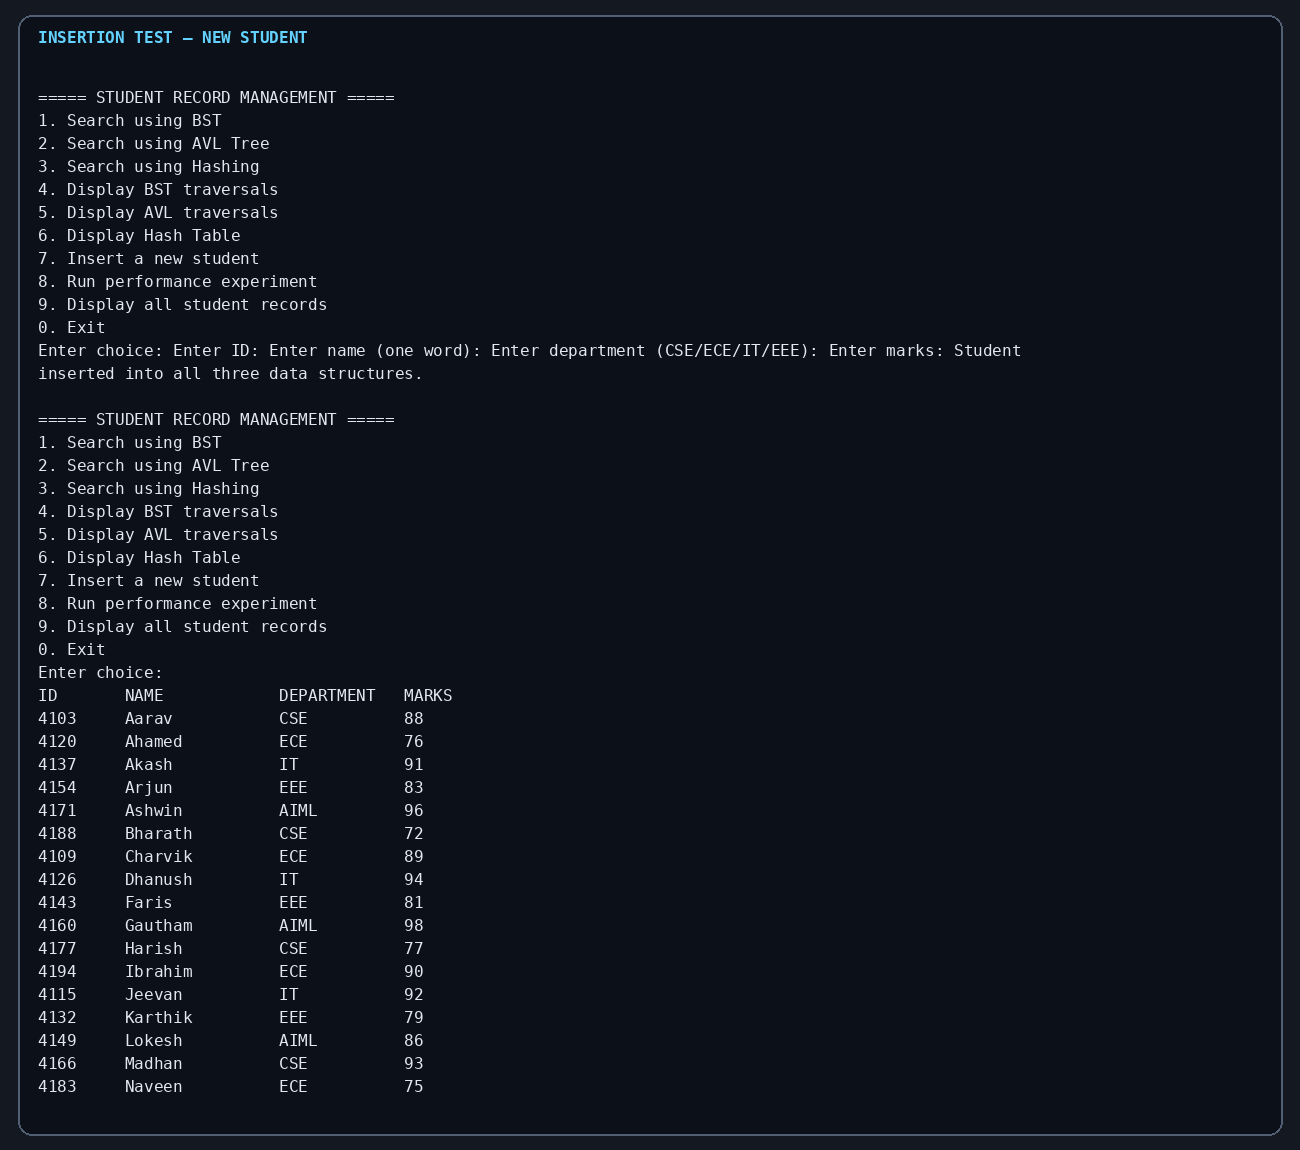 INSERTION TEST — NEW STUDENT
===== STUDENT RECORD MANAGEMENT =====
1. Search using BST
2. Search using AVL Tree
3. Search using Hashing
4. Display BST traversals
5. Display AVL traversals
6. Display Hash Table
7. Insert a new student
8. Run performance experiment
9. Display all student records
0. Exit
Enter choice: Enter ID: Enter name (one word): Enter department (CSE/ECE/IT/EEE): Enter marks: Student
inserted into all three data structures.
===== STUDENT RECORD MANAGEMENT =====
1. Search using BST
2. Search using AVL Tree
3. Search using Hashing
4. Display BST traversals
5. Display AVL traversals
6. Display Hash Table
7. Insert a new student
8. Run performance experiment
9. Display all student records
0. Exit
Enter choice:
ID       NAME            DEPARTMENT   MARKS
4103     Aarav           CSE          88
4120     Ahamed          ECE          76
4137     Akash           IT           91
4154     Arjun           EEE          83
4171     Ashwin          AIML         96
4188     Bharath         CSE          72
4109     Charvik         ECE          89
4126     Dhanush         IT           94
4143     Faris           EEE          81
4160     Gautham         AIML         98
4177     Harish          CSE          77
4194     Ibrahim         ECE          90
4115     Jeevan          IT           92
4132     Karthik         EEE          79
4149     Lokesh          AIML         86
4166     Madhan          CSE          93
4183     Naveen          ECE          75